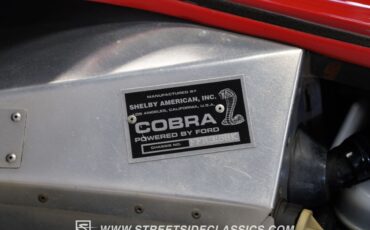 MANUFACTURED BY
SHELBY AMERICAN, INC.
LOS ANGELES, CALIFORNIA, U.S.A.
COBRA
POWERED BY FORD
CHASSIS NO.
WWW.STREETSIDECLASSICS.COM